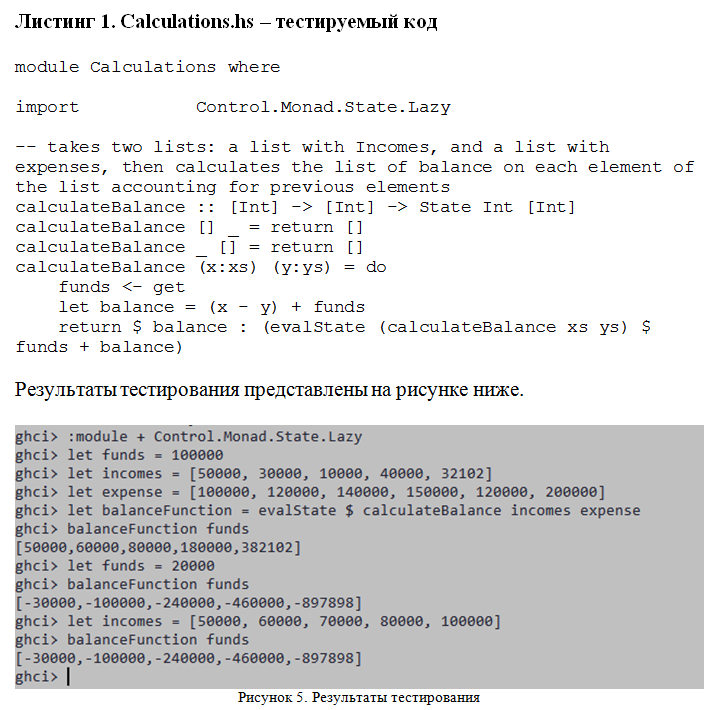 Листинг 1. Calculations.hs – тестируемый код
module Calculations where
import Control.Monad.State.Lazy
-- takes two lists: a list with Incomes, and a list with
expenses, then calculates the list of balance on each element of
the list accounting for previous elements
calculateBalance :: [Int] -> [Int] -> State Int [Int]
calculateBalance [] _ = return []
calculateBalance _ [] = return []
calculateBalance (x:xs) (y:ys) = do
funds <- get
let balance = (x - y) + funds
return $ balance : (evalState (calculateBalance xs ys) $
funds + balance)
Результаты тестирования представлены на рисунке ниже.
ghci> :module + Control.Monad.State.Lazy
ghci> let funds = 100000
ghci> let incomes = [50000, 30000, 10000, 40000, 32102]
ghci> let expense = [100000, 120000, 140000, 150000, 120000, 200000]
ghci> let balanceFunction = evalState $ calculateBalance incomes expense
ghci> balanceFunction funds
[50000,60000,80000,180000,382102]
ghci> let funds = 20000
ghci> balanceFunction funds
[-30000,-100000,-240000,-460000,-897898]
ghci> let incomes = [50000, 60000, 70000, 80000, 100000]
ghci> balanceFunction funds
[-30000,-100000,-240000,-460000,-897898]
ghci>
Рисунок 5. Результаты тестирования